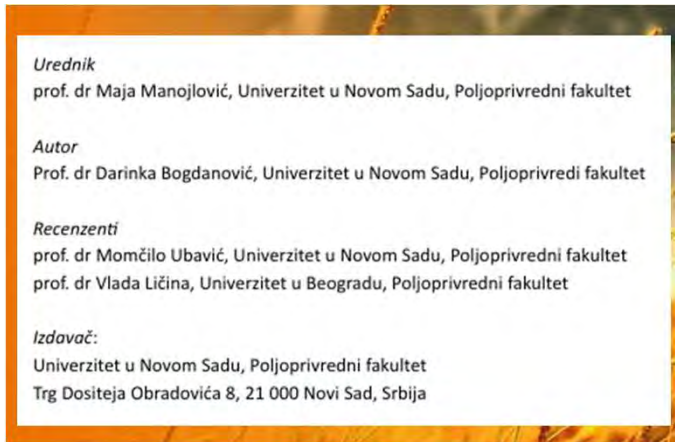 Urednik
prof. dr Maja Manojlović, Univerzitet u Novom Sadu, Poljoprivredni fakultet
Autor
Prof. dr Darinka Bogdanović, Univerzitet u Novom Sadu, Poljoprivredi fakultet
Recenzenti
prof. dr Momčilo Ubavić, Univerzitet u Novom Sadu, Poljoprivredni fakultet
prof. dr Vlada Ličina, Univerzitet u Beogradu, Poljoprivredni fakultet
Izdavač:
Univerzitet u Novom Sadu, Poljoprivredni fakultet
Trg Dositeja Obradovića 8, 21 000 Novi Sad, Srbija